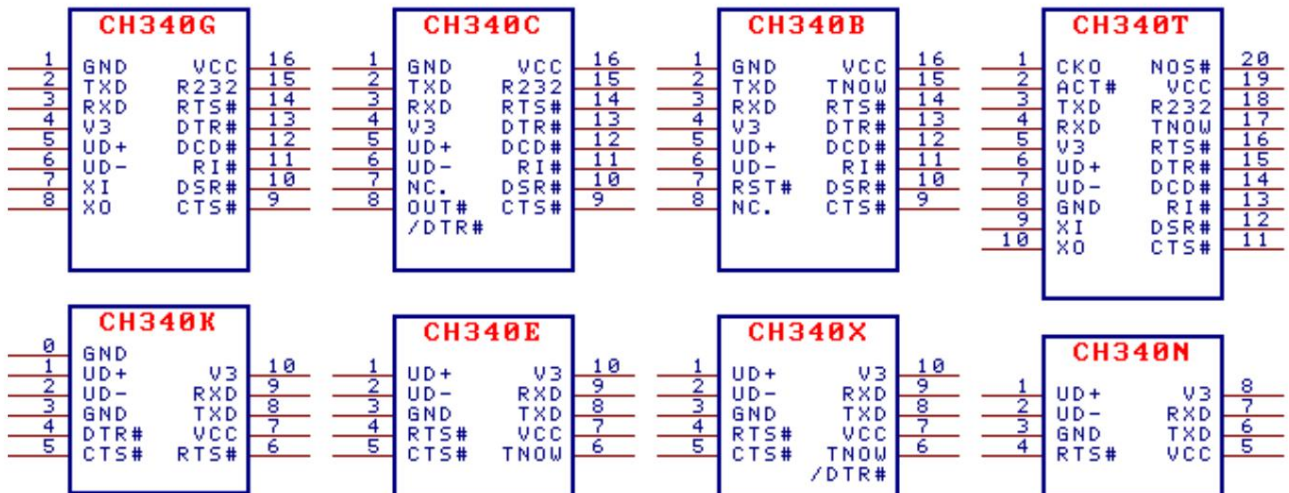 CH340G
1 GND VCC 16
2 TXD R232 15
3 RXD RTS# 14
4 V3 DTR# 13
5 UD+ DCD# 12
6 UD- RI# 11
7 XI DSR# 10
8 XO CTS# 9
CH340C
1 GND VCC 16
2 TXD R232 15
3 RXD RTS# 14
4 V3 DTR# 13
5 UD+ DCD# 12
6 UD- RI# 11
7 NC. DSR# 10
8 OUT# CTS# 9
/DTR#
CH340B
1 GND VCC 16
2 TXD TNOW 15
3 RXD RTS# 14
4 V3 DTR# 13
5 UD+ DCD# 12
6 UD- RI# 11
7 RST# DSR# 10
8 NC. CTS# 9
CH340T
1 CKO NOS# 20
2 ACT# VCC 19
3 TXD R232 18
4 RXD TNOW 17
5 V3 RTS# 16
6 UD+ DTR# 15
7 UD- DCD# 14
8 GND RI# 13
9 XI DSR# 12
10 XO CTS# 11
CH340K
0 GND
1 UD+ V3 10
2 UD- RXD 9
3 GND TXD 8
4 DTR# VCC 7
5 CTS# RTS# 6
CH340E
1 UD+ V3 10
2 UD- RXD 9
3 GND TXD 8
4 RTS# VCC 7
5 CTS# TNOW 6
CH340X
1 UD+ V3 10
2 UD- RXD 9
3 GND TXD 8
4 RTS# VCC 7
5 CTS# TNOW 6
/DTR#
CH340N
1 UD+ V3 8
2 UD- RXD 7
3 GND TXD 6
4 RTS# VCC 5